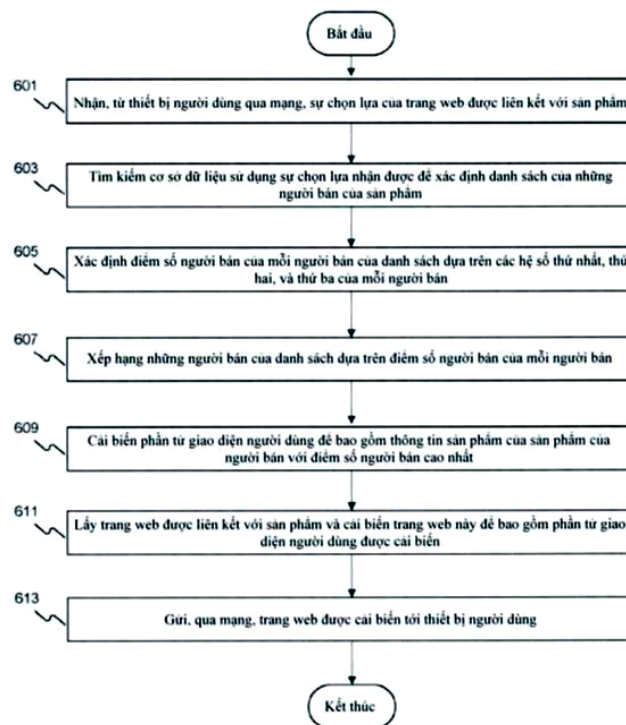 Bắt đầu
601
Nhận, từ thiết bị người dùng qua mạng, sự chọn lựa của trang web được liên kết với sản phẩm
603
Tìm kiếm cơ sở dữ liệu sử dụng sự chọn lựa nhận được để xác định danh sách của những
người bán của sản phẩm
605
Xác định điểm số người bán của mỗi người bán của danh sách dựa trên các hệ số thứ nhất, thứ
hai, và thứ ba của mỗi người bán
607
Xếp hạng những người bán của danh sách dựa trên điểm số người bán của mỗi người bán
609
Cải biến phần tử giao diện người dùng để bao gồm thông tin sản phẩm của sản phẩm của
người bán với điểm số người bán cao nhất
611
Lấy trang web được liên kết với sản phẩm và cải biến trang web này để bao gồm phần tử giao
diện người dùng được cải biến
613
Gửi, qua mạng, trang web được cải biến tới thiết bị người dùng
Kết thúc